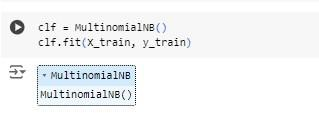 clf = MultinomialNB()
clf.fit(X_train, y_train)
MultinomialNB
MultinomialNB()